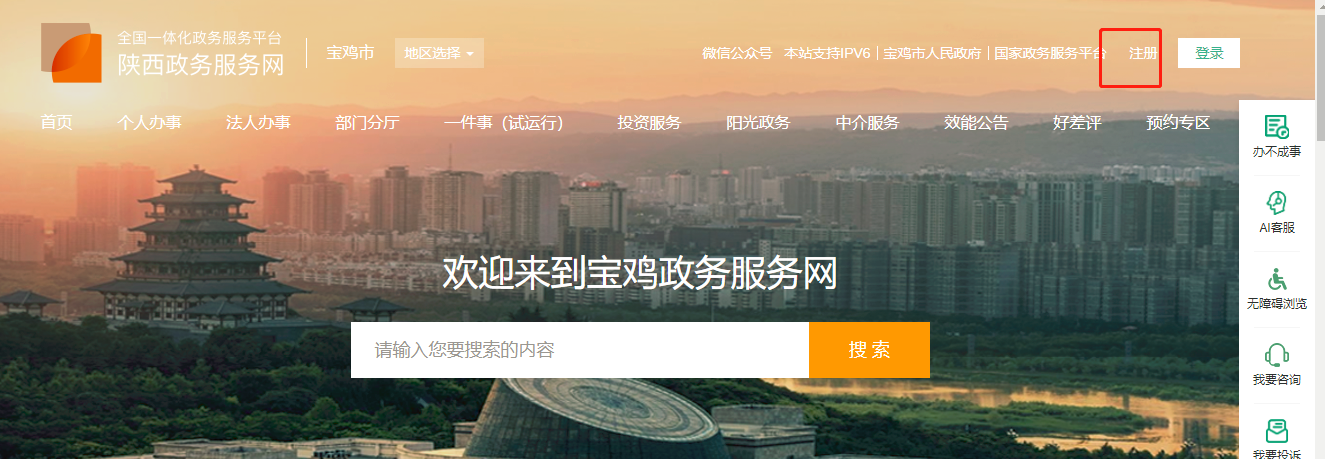 全国一体化政务服务平台
陕西政务服务网
宝鸡市
地区选择
微信公众号 本站支持IPV6 | 宝鸡市人民政府 | 国家政务服务平台
注册
登录
首页 个人办事 法人办事 部门分厅 一件事（试运行） 投资服务 阳光政务 中介服务 效能公告 好差评 预约专区
欢迎来到宝鸡政务服务网
请输入您要搜索的内容
搜 索
办不成事
AI客服
无障碍浏览
我要咨询
我要投诉